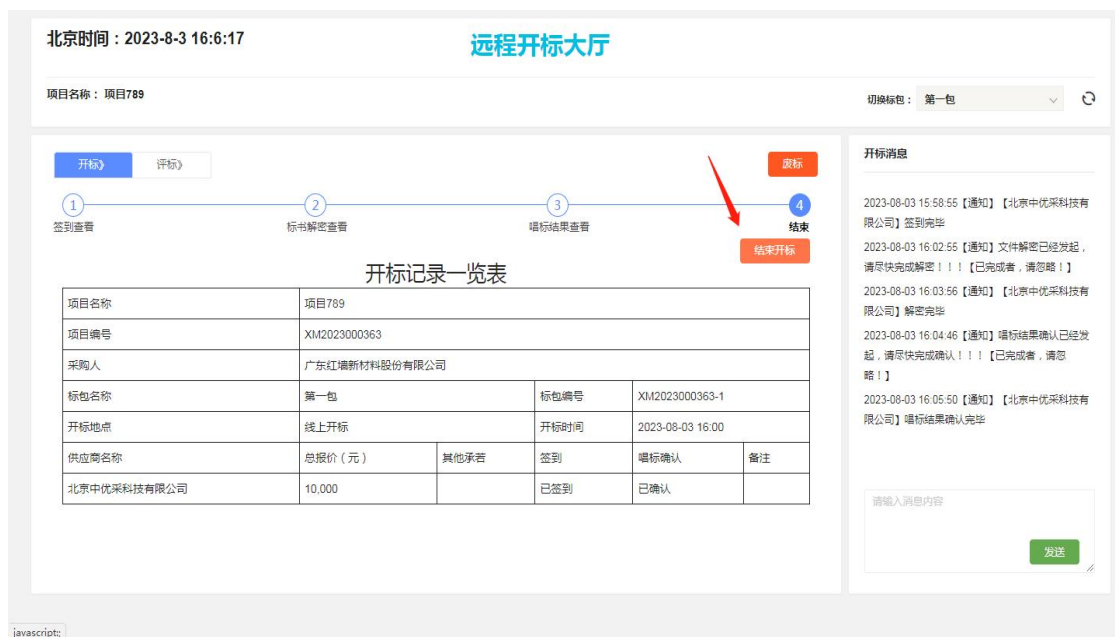 北京时间：2023-8-3 16:6:17
远程开标大厅
项目名称： 项目789
切换标包： 第一包
开标》
评标》
废标
1
2
3
4
签到查看
标书解密查看
唱标结果查看
结束
结束开标
开标记录一览表
项目名称 项目789
项目编号 XM2023000363
采购人 广东红墙新材料股份有限公司
标包名称 第一包 标包编号 XM2023000363-1
开标地点 线上开标 开标时间 2023-08-03 16:00
供应商名称 总报价（元） 其他承若 签到 唱标确认 备注
北京中优采科技有限公司 10,000 已签到 已确认
开标消息
2023-08-03 15:58:55【通知】【北京中优采科技有
限公司】签到完毕
2023-08-03 16:02:55【通知】文件解密已经发起，
请尽快完成解密！！！【已完成者，请忽略！】
2023-08-03 16:03:56【通知】【北京中优采科技有
限公司】解密完毕
2023-08-03 16:04:46【通知】唱标结果确认已经发
起，请尽快完成确认！！！【已完成者，请忽
略！】
2023-08-03 16:05:50【通知】【北京中优采科技有
限公司】唱标结果确认完毕
请输入消息内容
发送
javascript:;